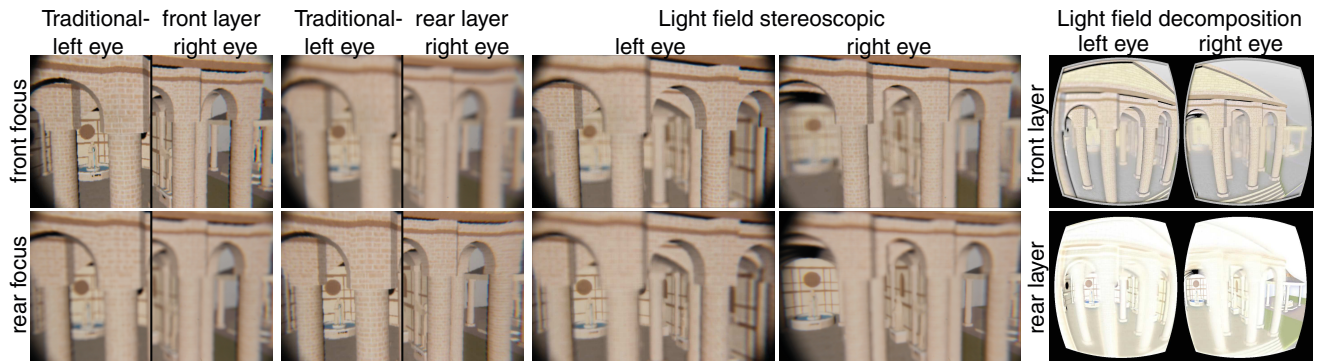 Traditional- front layer
left eye right eye
Traditional- rear layer
left eye right eye
Light field stereoscopic
left eye right eye
Light field decomposition
left eye right eye
front focus
rear focus
front layer
rear layer